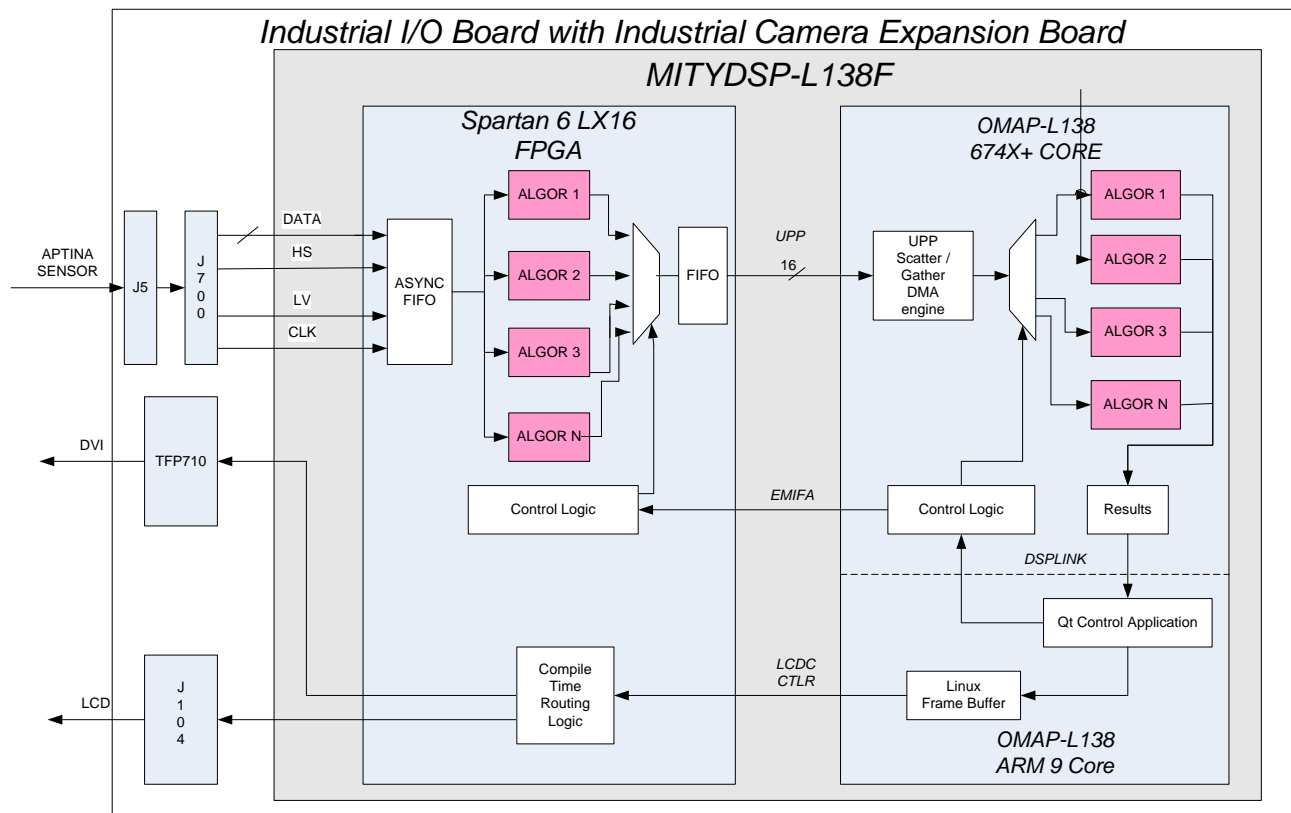 Industrial I/O Board with Industrial Camera Expansion Board
MITYDSP-L138F
Spartan 6 LX16
FPGA
OMAP-L138
674X+ CORE
APTINA
SENSOR
J5
J
7
0
0
DATA
HS
LV
CLK
ASYNC
FIFO
ALGOR 1
ALGOR 2
ALGOR 3
ALGOR N
FIFO
UPP
16
UPP
Scatter /
Gather
DMA
engine
ALGOR 1
ALGOR 2
ALGOR 3
ALGOR N
DVI
TFP710
Control Logic
EMIFA
Control Logic
Results
DSPLINK
Qt Control Application
LCD
J
1
0
4
Compile
Time
Routing
Logic
LCDC
CTLR
Linux
Frame Buffer
OMAP-L138
ARM 9 Core